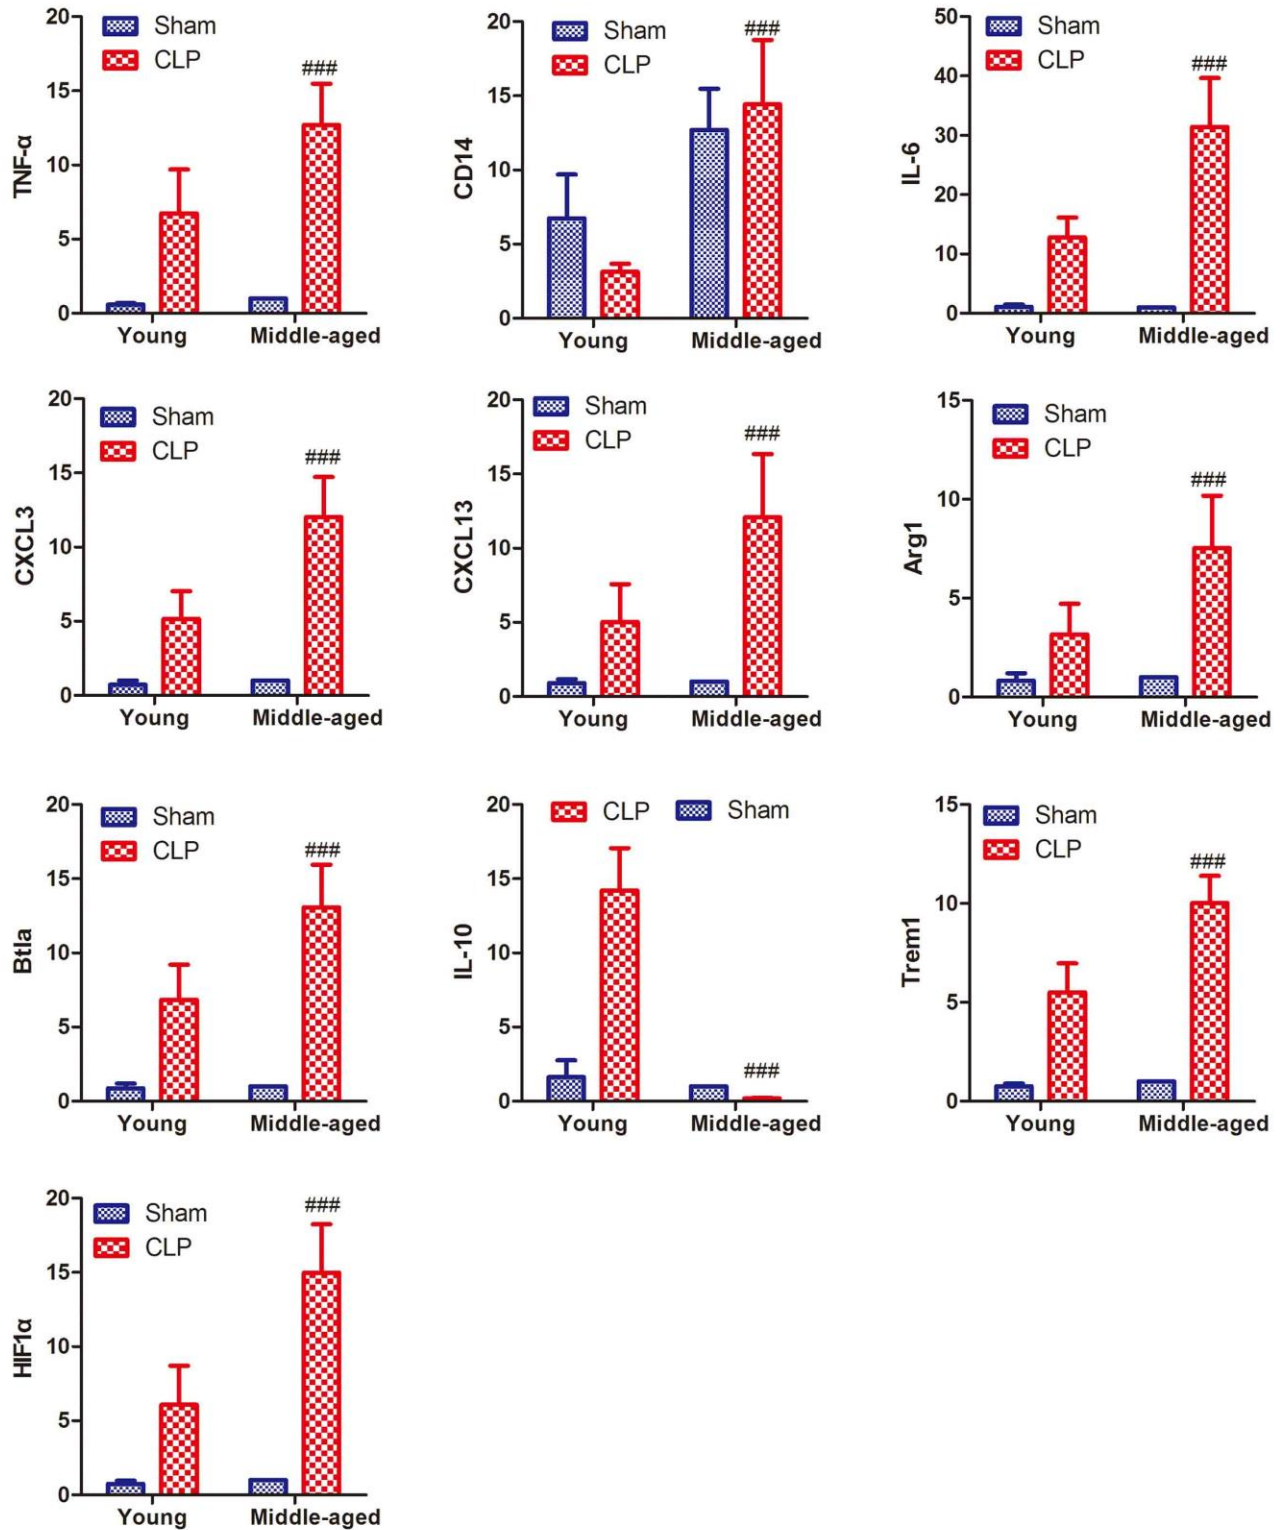 TNF-α
20
15
10
5
0
Sham
CLP
###
Young
Middle-aged
CD14
20
15
10
5
0
Sham
CLP
###
Young
Middle-aged
IL-6
50
40
30
20
10
0
Sham
CLP
###
Young
Middle-aged
CXCL3
20
15
10
5
0
Sham
CLP
###
Young
Middle-aged
CXCL13
20
15
10
5
0
Sham
CLP
###
Young
Middle-aged
Arg1
15
10
5
0
Sham
CLP
###
Young
Middle-aged
Btla
20
15
10
5
0
Sham
CLP
###
Young
Middle-aged
IL-10
20
15
10
5
0
CLP Sham
###
Young
Middle-aged
Trem1
15
10
5
0
Sham
CLP
###
Young
Middle-aged
HIF1α
20
15
10
5
0
Sham
CLP
###
Young
Middle-aged